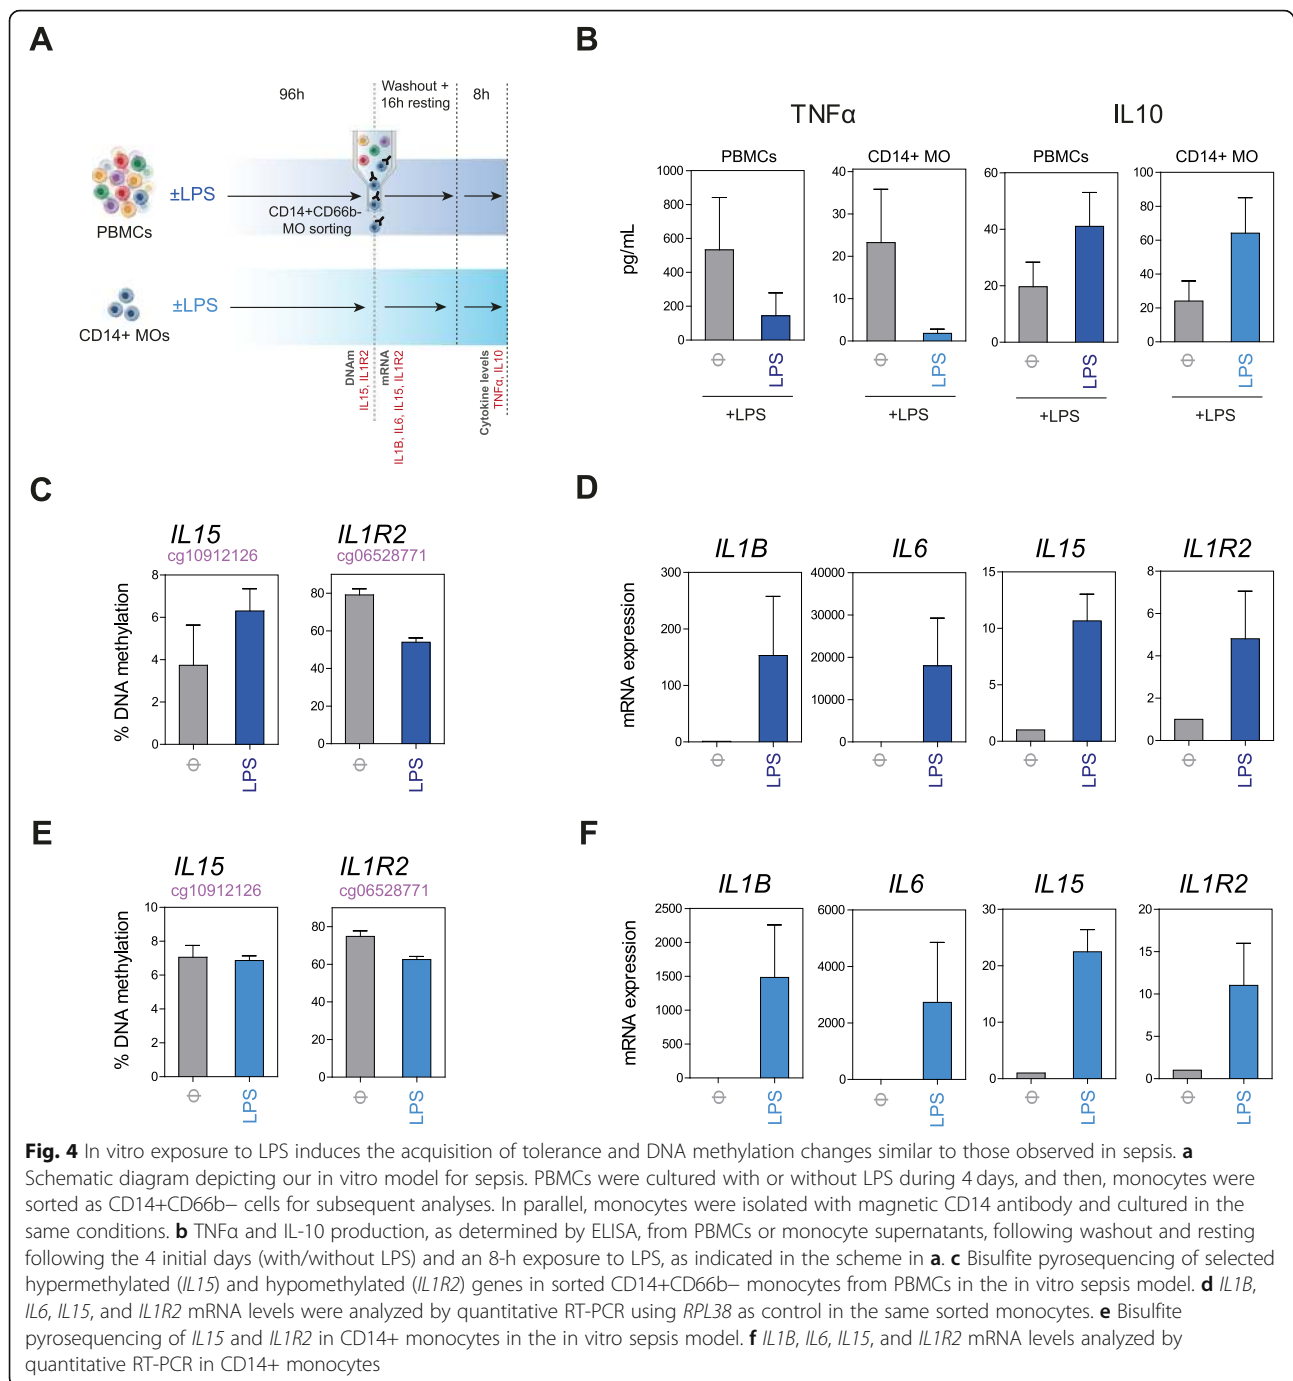 A
96h
Washout +
16h resting
8h
PBMCs
±LPS
CD14+CD66b-
MO sorting
CD14+ MOs
±LPS
DNAm
IL15, IL1R2
mRNA
IL1B, IL6, IL15, IL1R2
Cytokine levels
TNFα, IL10
B
TNFα
IL10
PBMCs
CD14+ MO
PBMCs
CD14+ MO
pg/mL
1000
800
600
400
200
0
Φ
LPS
+LPS
40
30
20
10
0
Φ
LPS
+LPS
60
40
20
0
Φ
LPS
+LPS
100
80
60
40
20
0
Φ
LPS
+LPS
C
IL15
cg10912126
% DNA methylation
8
6
4
2
0
Φ
LPS
IL1R2
cg06528771
80
60
40
20
0
Φ
LPS
D
mRNA expression
IL1B
300
200
100
0
Φ
LPS
IL6
40000
30000
20000
10000
0
Φ
LPS
IL15
15
10
5
0
Φ
LPS
IL1R2
8
6
4
2
0
Φ
LPS
E
IL15
cg10912126
% DNA methylation
10
8
6
4
2
0
Φ
LPS
IL1R2
cg06528771
80
60
40
20
0
Φ
LPS
F
mRNA expression
IL1B
2500
2000
1500
1000
500
0
Φ
LPS
IL6
6000
4000
2000
0
Φ
LPS
IL15
30
20
10
0
Φ
LPS
IL1R2
20
15
10
5
0
Φ
LPS
Fig. 4 In vitro exposure to LPS induces the acquisition of tolerance and DNA methylation changes similar to those observed in sepsis. a
Schematic diagram depicting our in vitro model for sepsis. PBMCs were cultured with or without LPS during 4 days, and then, monocytes were
sorted as CD14+CD66b− cells for subsequent analyses. In parallel, monocytes were isolated with magnetic CD14 antibody and cultured in the
same conditions. b TNFα and IL-10 production, as determined by ELISA, from PBMCs or monocyte supernatants, following washout and resting
following the 4 initial days (with/without LPS) and an 8-h exposure to LPS, as indicated in the scheme in a. c Bisulfite pyrosequencing of selected
hypermethylated (IL15) and hypomethylated (IL1R2) genes in sorted CD14+CD66b− monocytes from PBMCs in the in vitro sepsis model. d IL1B,
IL6, IL15, and IL1R2 mRNA levels were analyzed by quantitative RT-PCR using RPL38 as control in the same sorted monocytes. e Bisulfite
pyrosequencing of IL15 and IL1R2 in CD14+ monocytes in the in vitro sepsis model. f IL1B, IL6, IL15, and IL1R2 mRNA levels analyzed by
quantitative RT-PCR in CD14+ monocytes